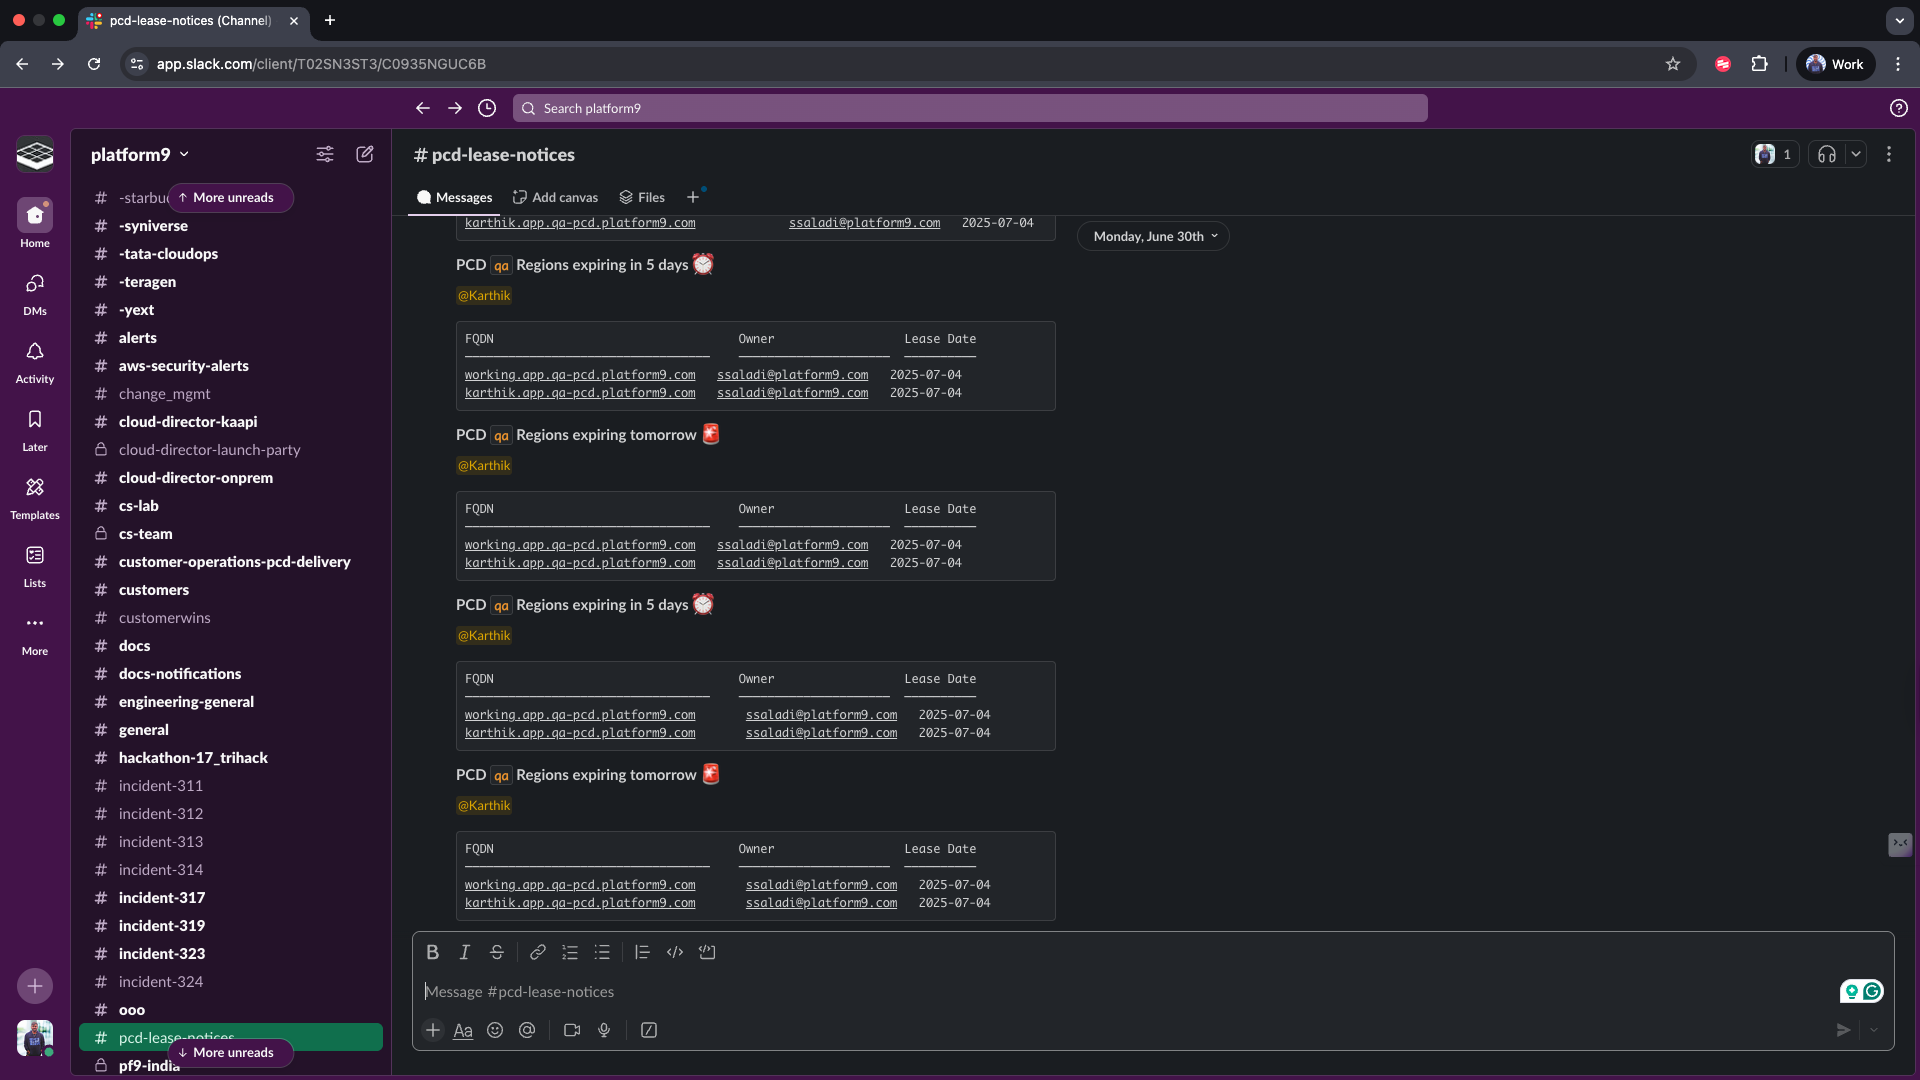 pcd-lease-notices (Channel)
app.slack.com/client/T02SN3ST3/C0935NGUC6B
Work
Search platform9
platform9
Home
DMs
Activity
Later
Templates
Lists
More
# -starbu
↑ More unreads
# -syniverse
# -tata-cloudops
# -teragen
# -yext
# alerts
# aws-security-alerts
# change_mgmt
# cloud-director-kaapi
cloud-director-launch-party
# cloud-director-onprem
# cs-lab
cs-team
# customer-operations-pcd-delivery
# customers
# customerwins
# docs
# docs-notifications
# engineering-general
# general
# hackathon-17_trihack
# incident-311
# incident-312
# incident-313
# incident-314
# incident-317
# incident-319
# incident-323
# incident-324
# ooo
# pcd-lease-notices
↓ More unreads
pf9-india
# pcd-lease-notices
1
Messages
Add canvas
Files
Monday, June 30th
karthik.app.qa-pcd.platform9.com ssaladi@platform9.com 2025-07-04
PCD qa Regions expiring in 5 days ⏰
@Karthik
FQDN Owner Lease Date
working.app.qa-pcd.platform9.com ssaladi@platform9.com 2025-07-04
karthik.app.qa-pcd.platform9.com ssaladi@platform9.com 2025-07-04
PCD qa Regions expiring tomorrow 🚨
@Karthik
FQDN Owner Lease Date
working.app.qa-pcd.platform9.com ssaladi@platform9.com 2025-07-04
karthik.app.qa-pcd.platform9.com ssaladi@platform9.com 2025-07-04
PCD qa Regions expiring in 5 days ⏰
@Karthik
FQDN Owner Lease Date
working.app.qa-pcd.platform9.com ssaladi@platform9.com 2025-07-04
karthik.app.qa-pcd.platform9.com ssaladi@platform9.com 2025-07-04
PCD qa Regions expiring tomorrow 🚨
@Karthik
FQDN Owner Lease Date
working.app.qa-pcd.platform9.com ssaladi@platform9.com 2025-07-04
karthik.app.qa-pcd.platform9.com ssaladi@platform9.com 2025-07-04
Message #pcd-lease-notices
Aa